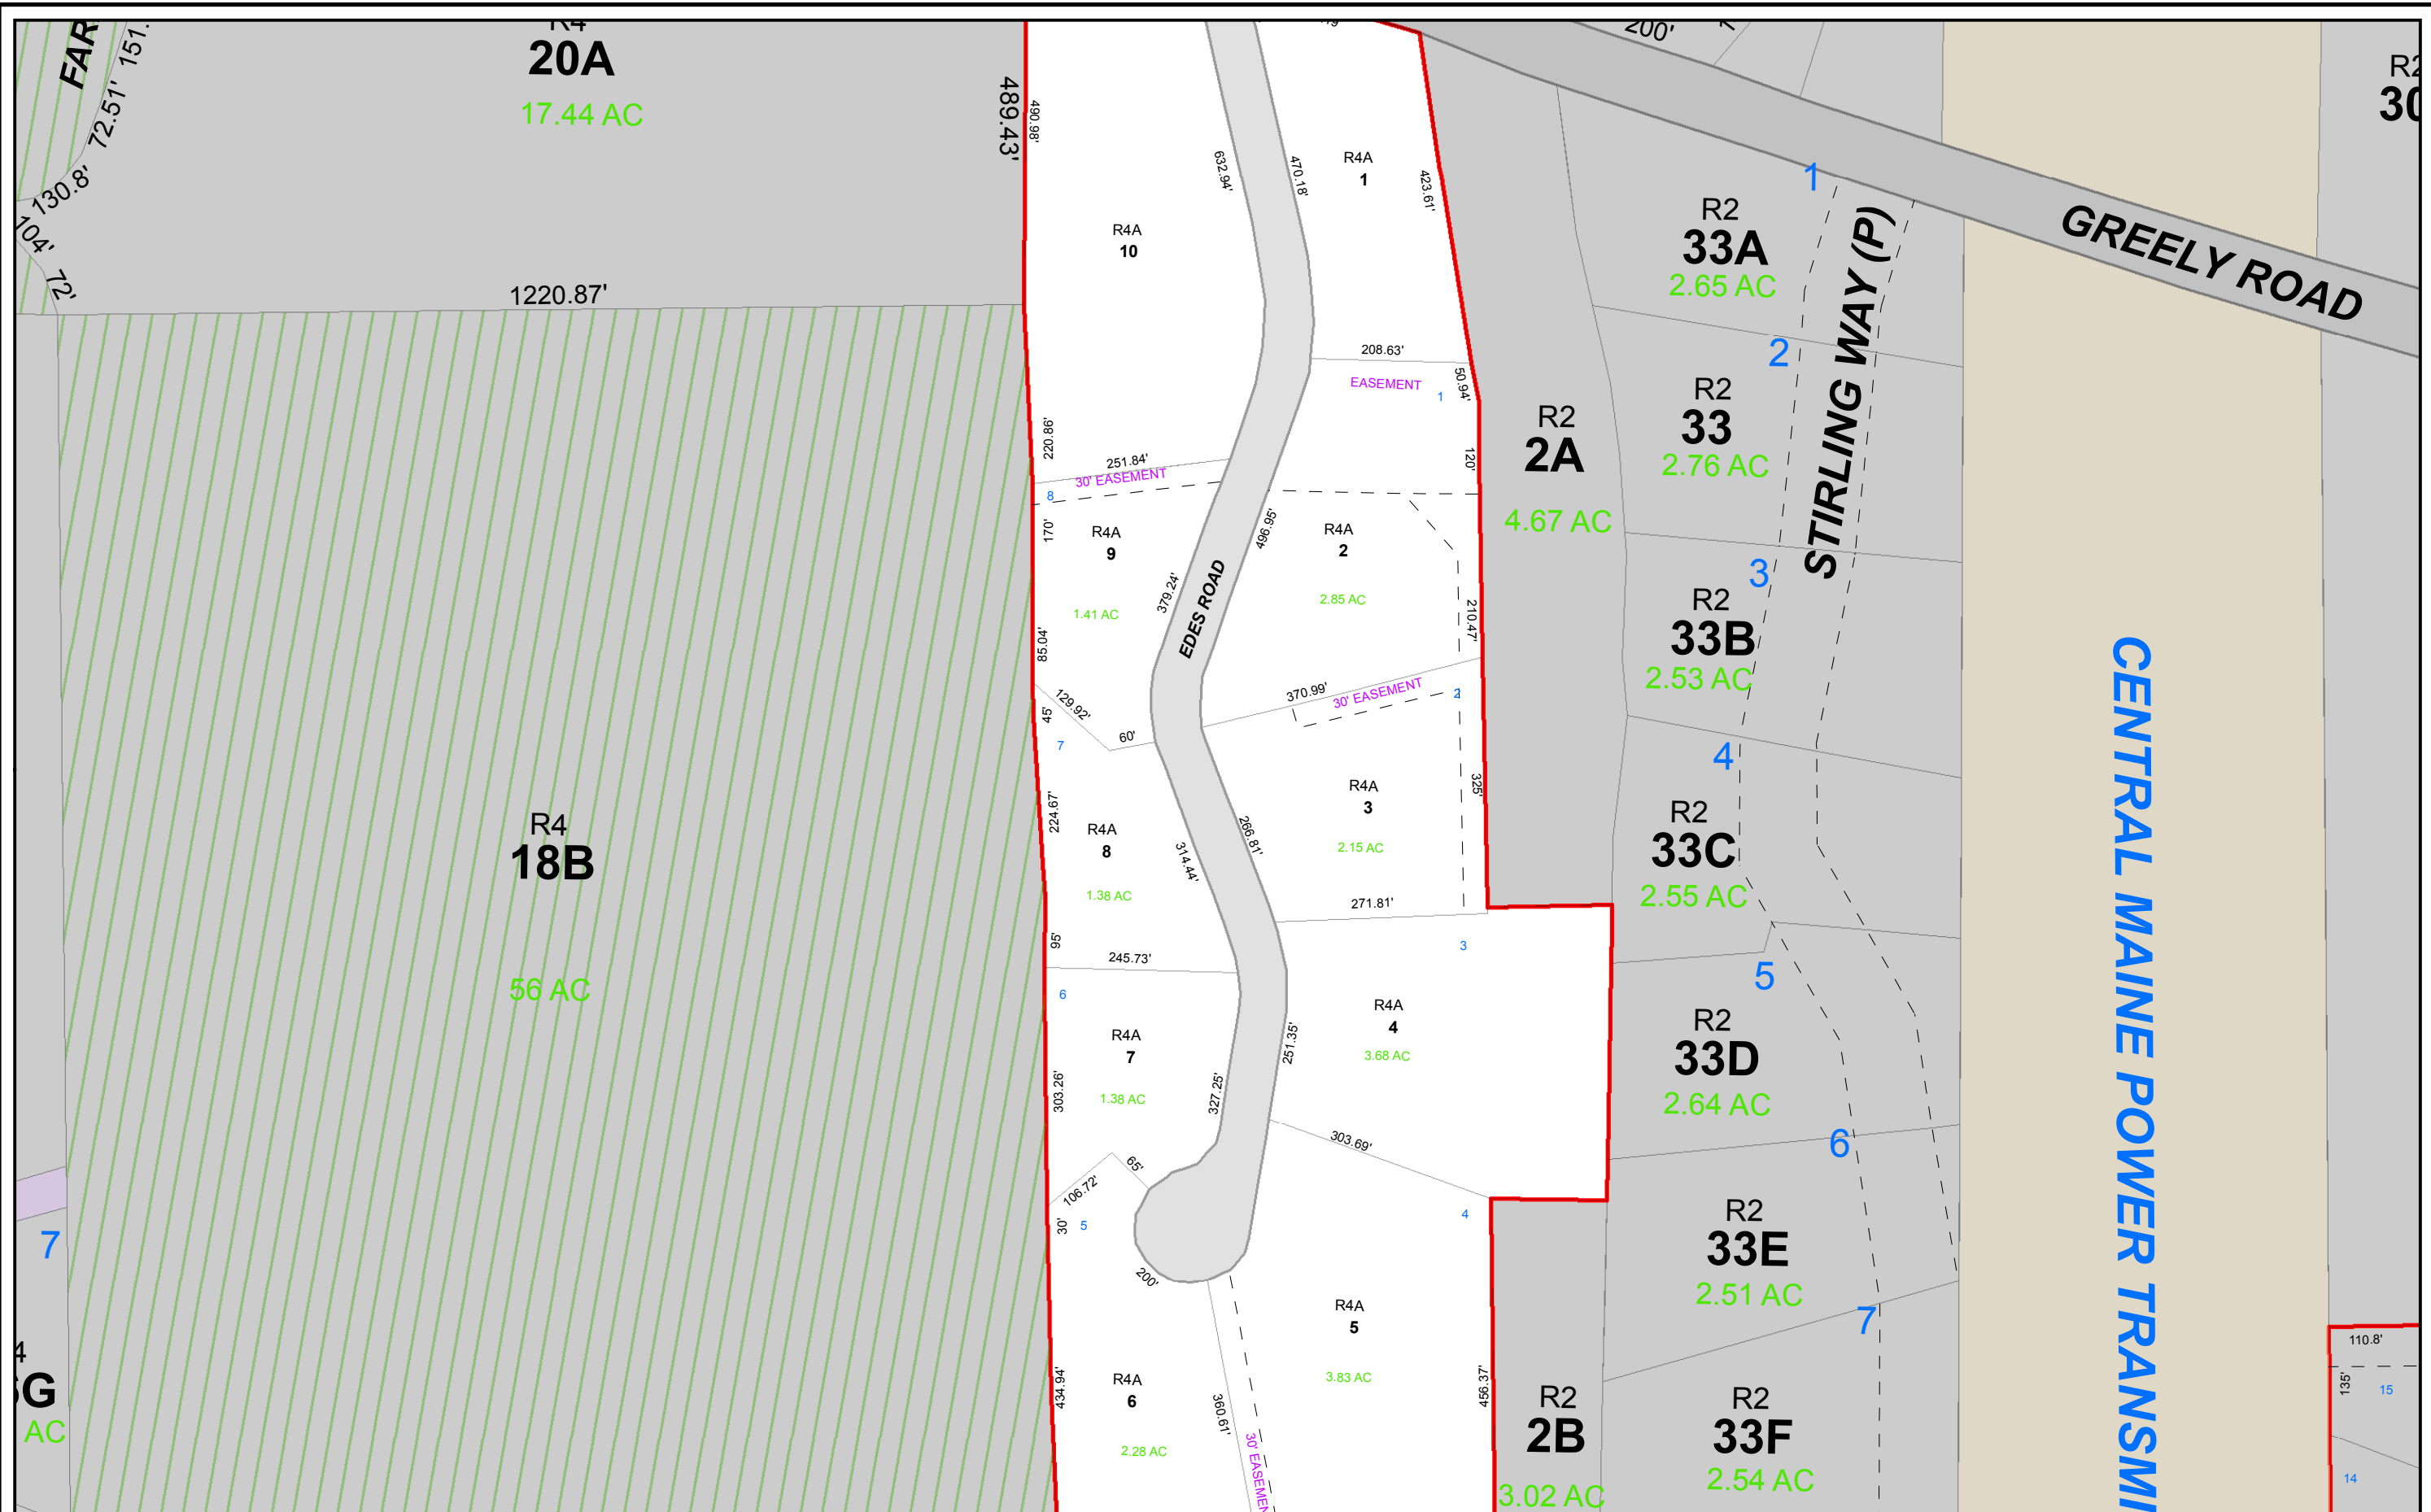 FAR
151.
72.51'
130.8'
104'
72'
R4
20A
17.44 AC
489.43'
490.98'
1220.87'
R4
18B
56 AC
7
G
AC
632.94'
470.18'
R4A
1
423.61'
R4A
10
208.63'
EASEMENT
1
50.94'
220.86'
251.84'
30' EASEMENT
8
120'
170'
R4A
9
1.41 AC
379.24'
EDES ROAD
496.95'
R4A
2
2.85 AC
210.47'
85.04'
129.92'
45'
7
60'
370.99'
30' EASEMENT
2
224.67'
R4A
8
1.38 AC
314.44'
266.81'
R4A
3
2.15 AC
325'
95'
245.73'
271.81'
6
3
R4A
7
1.38 AC
303.26'
327.25'
251.35'
R4A
4
3.68 AC
303.69'
65'
106.72'
30'
5
200'
4
R4A
5
3.83 AC
R4A
6
2.28 AC
434.94'
360.61'
30' EASEMEN
456.37'
200'
GREELY ROAD
STIRLING WAY (P)
1
R2
33A
2.65 AC
2
R2
33
2.76 AC
R2
2A
4.67 AC
3
R2
33B
2.53 AC
4
R2
33C
2.55 AC
5
R2
33D
2.64 AC
6
R2
33E
2.51 AC
7
R2
33F
2.54 AC
R2
2B
3.02 AC
CENTRAL MAINE POWER TRANSMI
R2
30
110.8'
135'
15
14